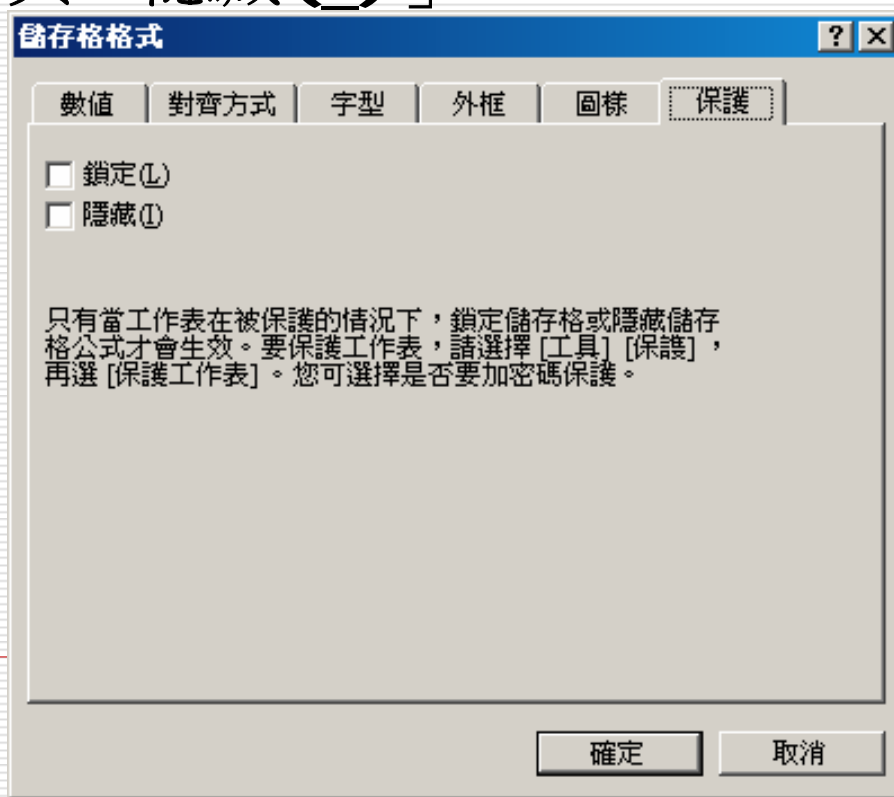 儲存格格式
數值 對齊方式 字型 外框 圖樣 保護
鎖定(L)
隱藏(I)
只有當工作表在被保護的情況下，鎖定儲存格或隱藏儲存
格公式才會生效。要保護工作表，請選擇 [工具] [保護]，
再選 [保護工作表]。您可選擇是否要加密碼保護。
確定 取消